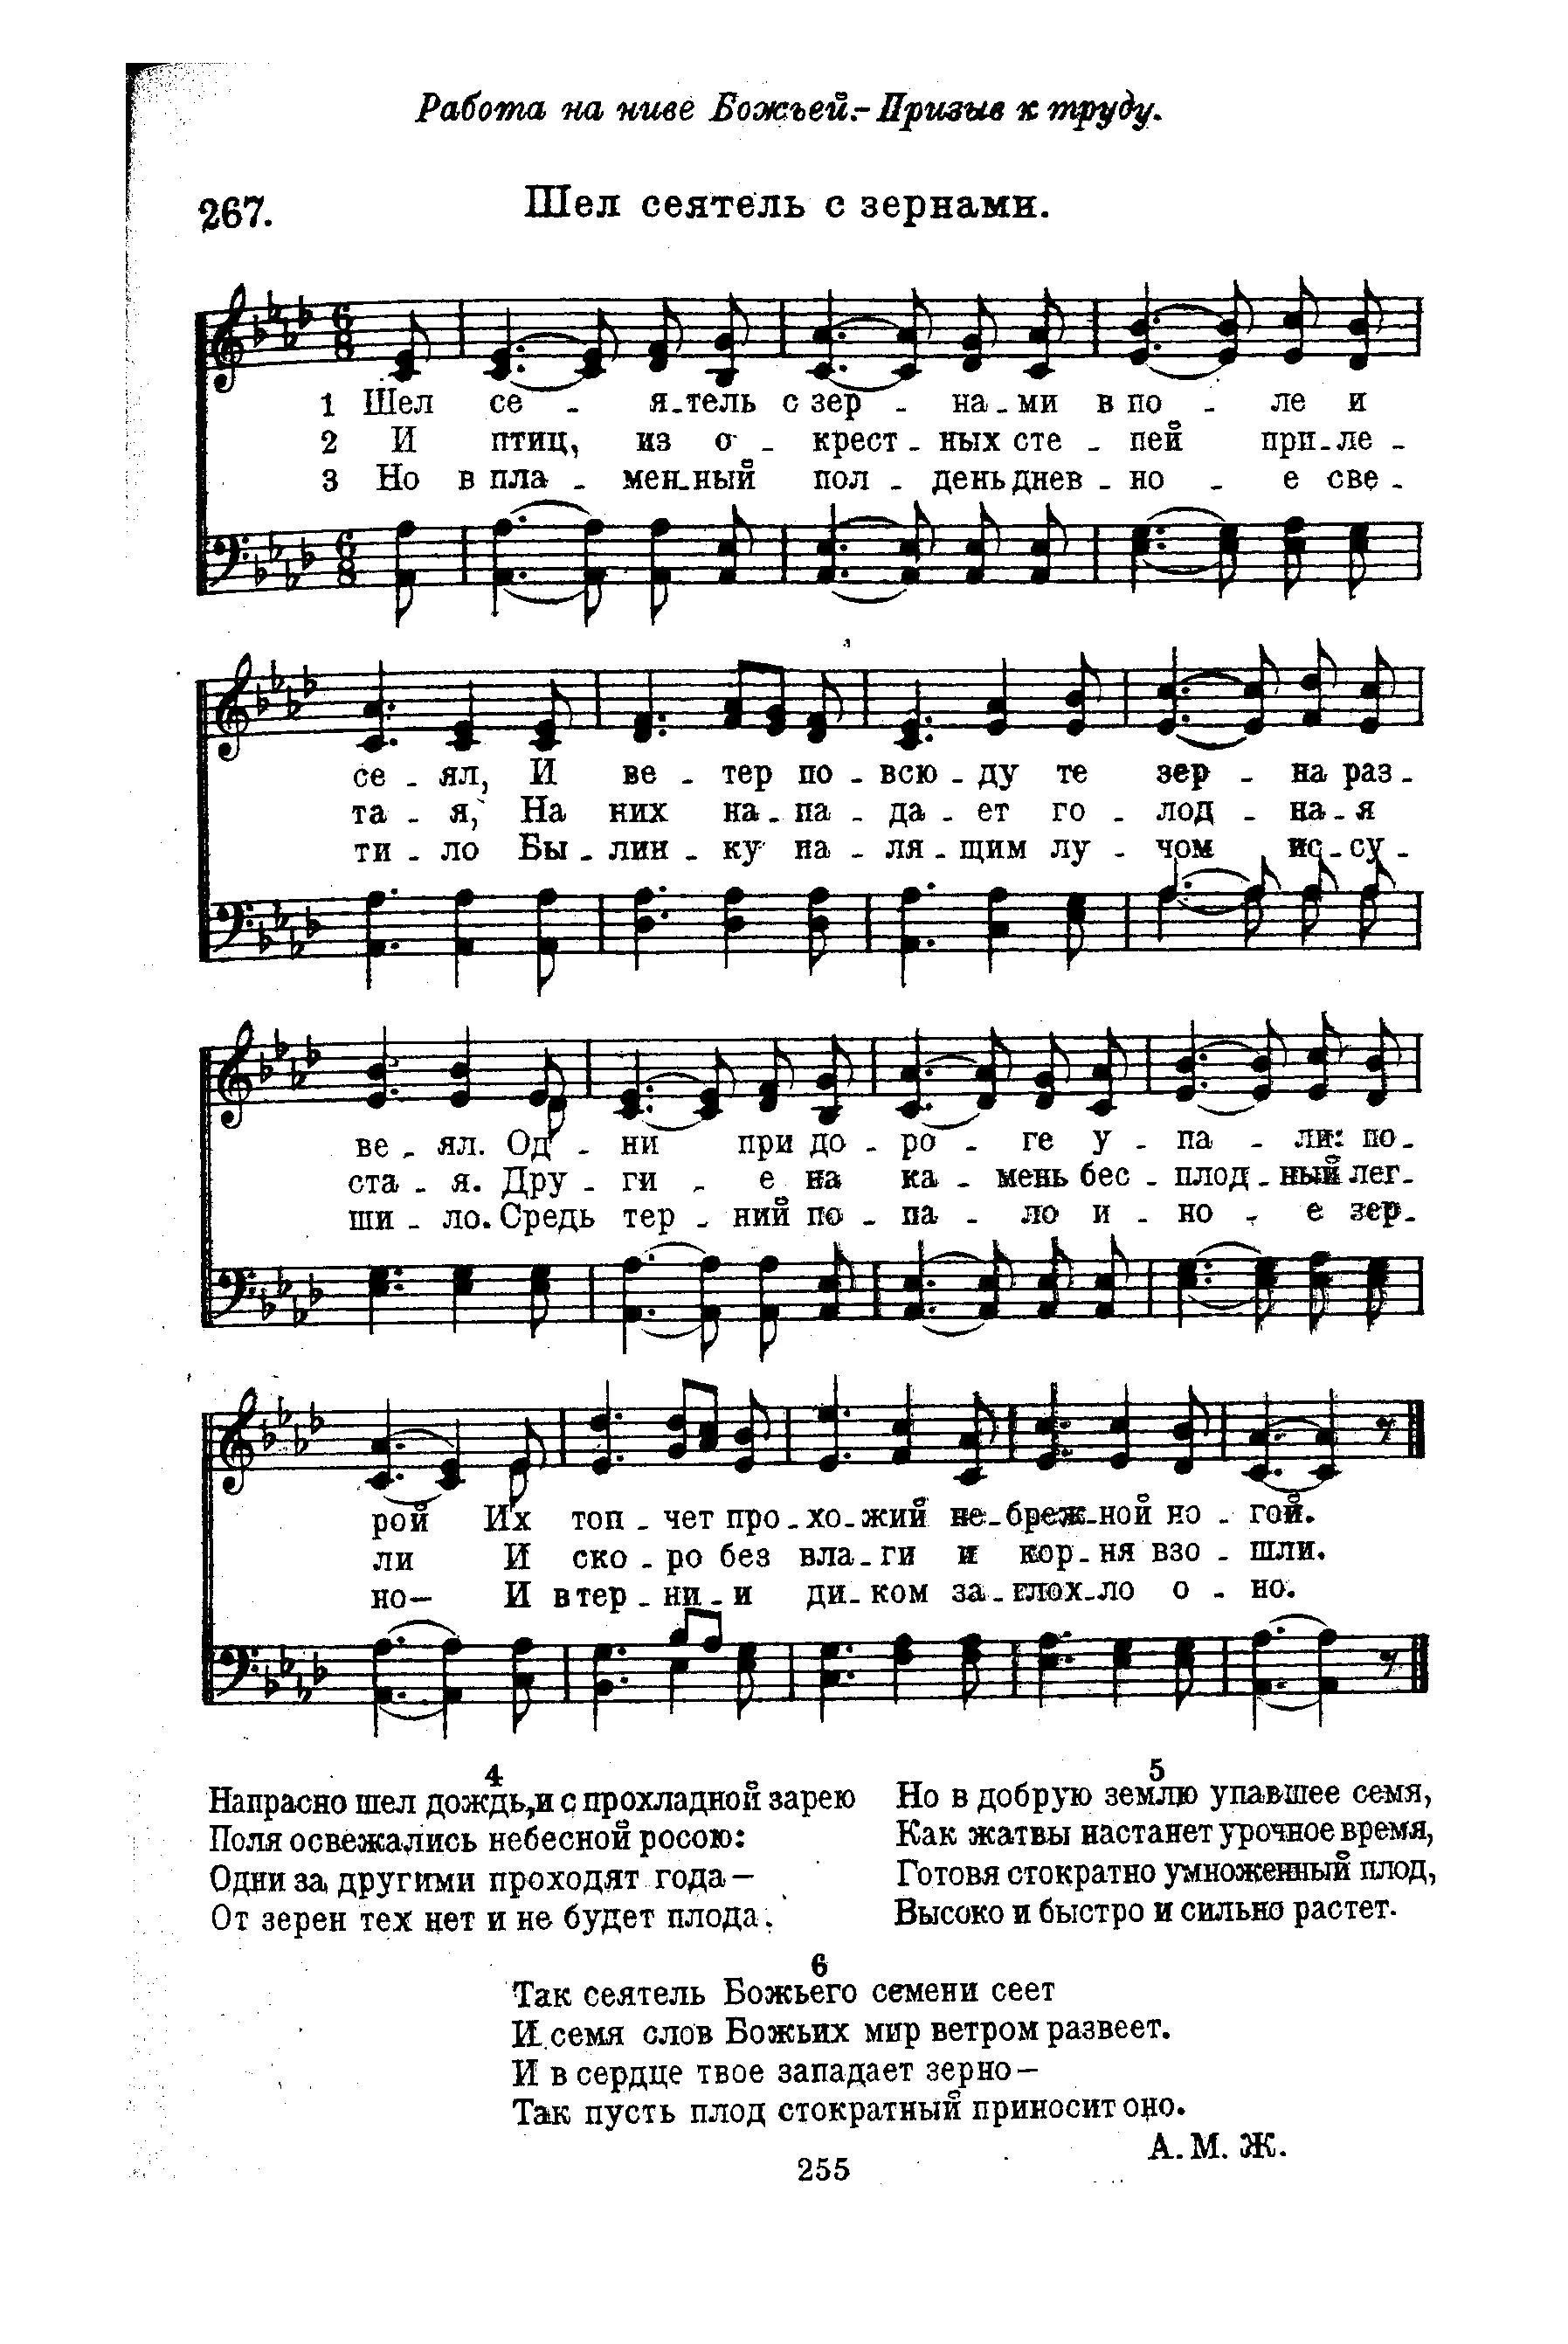 Работа на ниве Божьей.- Призыв к труду.
267.
Шел сеятель с зернами.
1 Шел се - я-тель с зер - на-ми в по - ле и
2 И птиц, из о - крест - ных сте - пей при-ле -
3 Но в пла - мен-ный пол - день днев - но - е све -
се - ял, И ве - тер по - всю - ду те зер - на раз -
та - я, На них на - па - да - ет го - лод - на - я
ти - ло Бы - лин - ку па - ля - щим лу - чом ис - су -
ве - ял. Од - ни при до - ро - ге у - па - ли: по -
ста - я. Дру - ги - е на ка - мень бес - плод - ный лег -
ши - ло. Средь тер - ний по - па - ло и - но - е зер -
рой Их топ - чет про - хо - жий не - бреж - ной но - гой.
ли И ско - ро без вла - ги и кор - ня взо - шли.
но— И в тер - ни - и ди - ком за - глох - ло о - но.
4
Напрасно шел дождь, и с прохладной зарею
Поля освежались небесной росою:
Одни за другими проходят года —
От зерен тех нет и не будет плода.
5
Но в добрую землю упавшее семя,
Как жатвы настанет урочное время,
Готовя стократно умноженный плод,
Высоко и быстро и сильно растет.
6
Так сеятель Божьего семени сеет
И семя слов Божьих мир ветром развеет.
И в сердце твое западает зерно —
Так пусть плод стократный приносит оно.
А. М. Ж.
255